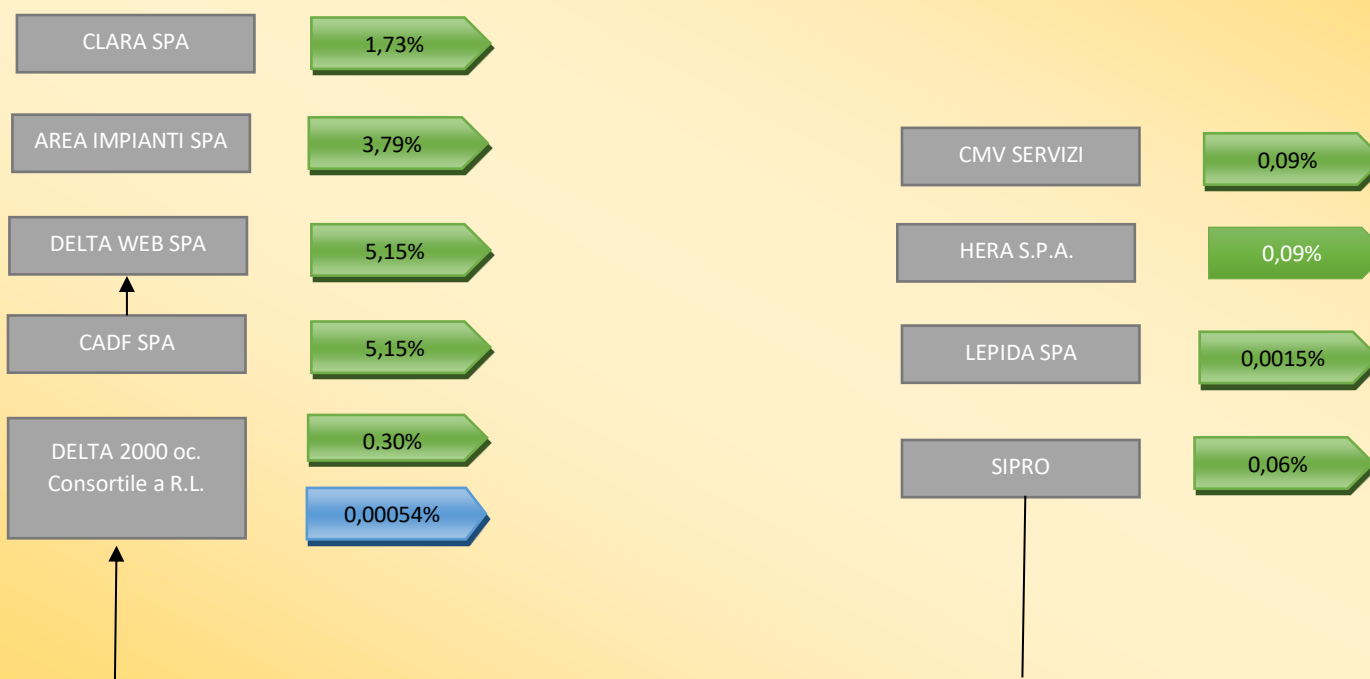 CLARA SPA
1,73%
AREA IMPIANTI SPA
3,79%
DELTA WEB SPA
5,15%
CADF SPA
5,15%
DELTA 2000 oc.
Consortile a R.L.
0,30%
0,00054%
CMV SERVIZI
0,09%
HERA S.P.A.
0,09%
LEPIDA SPA
0,0015%
SIPRO
0,06%